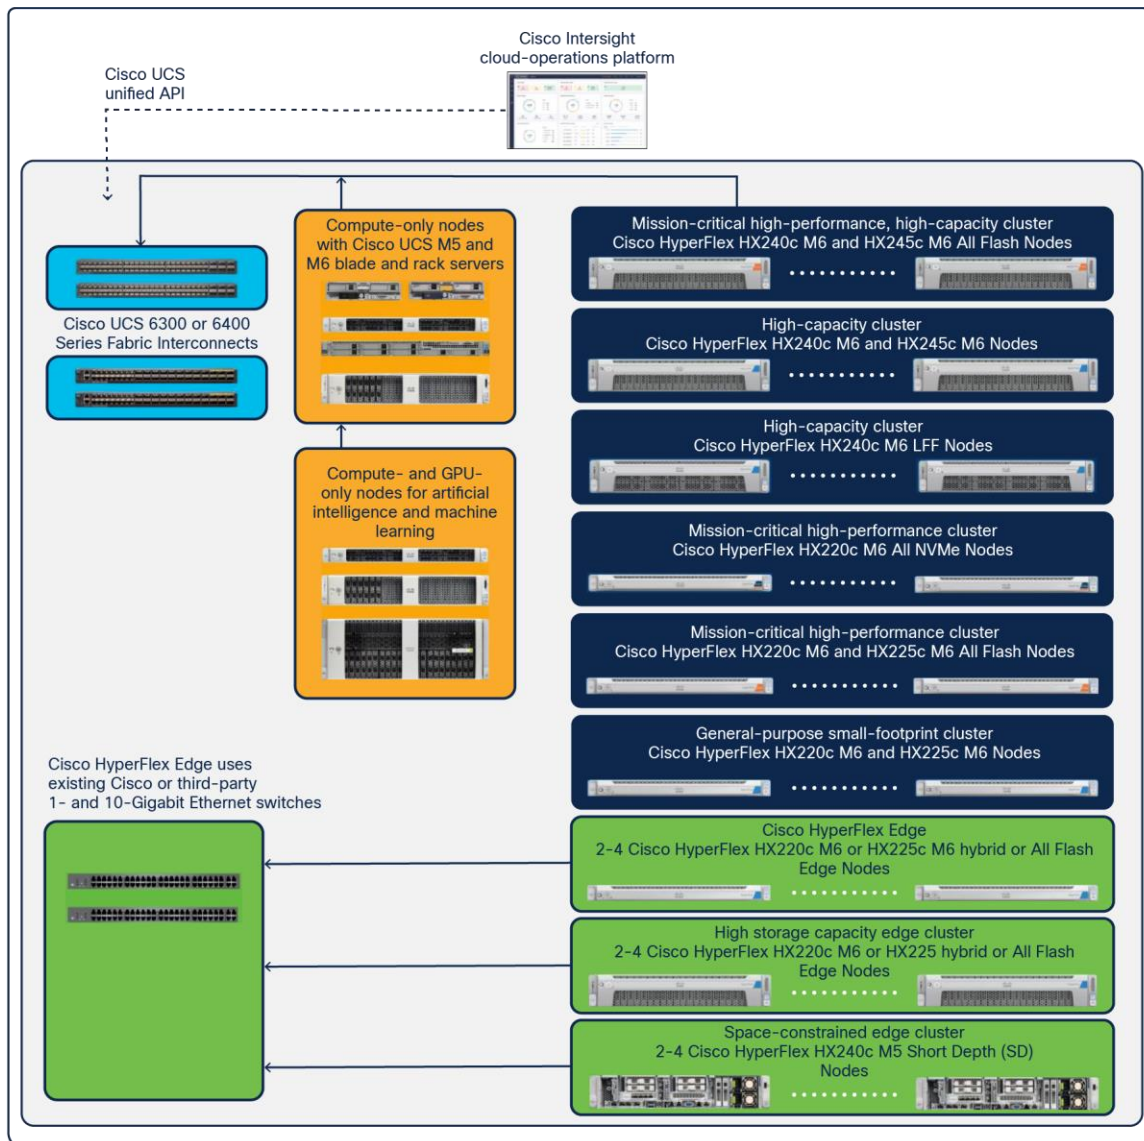 Cisco Intersight
cloud-operations platform
Cisco UCS
unified API
Compute-only nodes
with Cisco UCS M5 and
M6 blade and rack servers
Mission-critical high-performance, high-capacity cluster
Cisco HyperFlex HX240c M6 and HX245c M6 All Flash Nodes
Cisco UCS 6300 or 6400
Series Fabric Interconnects
High-capacity cluster
Cisco HyperFlex HX240c M6 and HX245c M6 Nodes
High-capacity cluster
Cisco HyperFlex HX240c M6 LFF Nodes
Compute- and GPU-
only nodes for artificial
intelligence and machine
learning
Mission-critical high-performance cluster
Cisco HyperFlex HX220c M6 All NVMe Nodes
Mission-critical high-performance cluster
Cisco HyperFlex HX220c M6 and HX225c M6 All Flash Nodes
General-purpose small-footprint cluster
Cisco HyperFlex HX220c M6 and HX225c M6 Nodes
Cisco HyperFlex Edge uses
existing Cisco or third-party
1- and 10-Gigabit Ethernet switches
Cisco HyperFlex Edge
2-4 Cisco HyperFlex HX220c M6 or HX225c M6 hybrid or All Flash
Edge Nodes
High storage capacity edge cluster
2-4 Cisco HyperFlex HX220c M6 or HX225 hybrid or All Flash
Edge Nodes
Space-constrained edge cluster
2-4 Cisco HyperFlex HX240c M5 Short Depth (SD)
Nodes